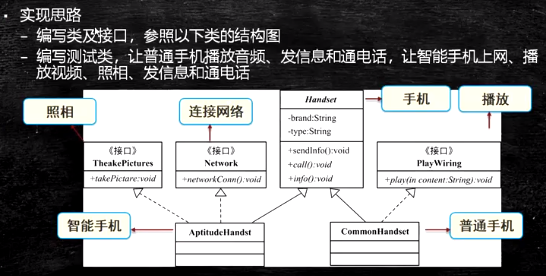 • 实现思路
– 编写类及接口，参照以下类的结构图
– 编写测试类，让普通手机播放音频、发信息和通电话，让智能手机上网、播
放视频、照相、发信息和通电话
照相
连接网络
Handset
手机
播放
-brand:String
-type:String
+sendInfo():void
+call():void
+info():void
《接口》
TheakePictures
+takePictare:void
《接口》
Network
+networkConn():void
《接口》
PlayWiring
+play(in content:String):void
智能手机
AptitudeHandst
CommonHandset
普通手机